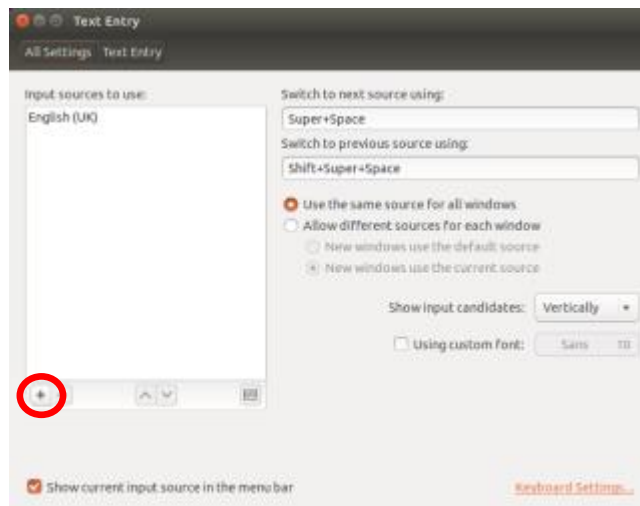 Text Entry
All Settings Text Entry
Input sources to use:
English (UK)
Switch to next source using:
Super+Space
Switch to previous source using:
Shift+Super+Space
Use the same source for all windows
Allow different sources for each window
New windows use the default source
New windows use the current source
Show input candidates: Vertically
Using custom font: Sans 10
Show current input source in the menu bar
Keyboard Settings...